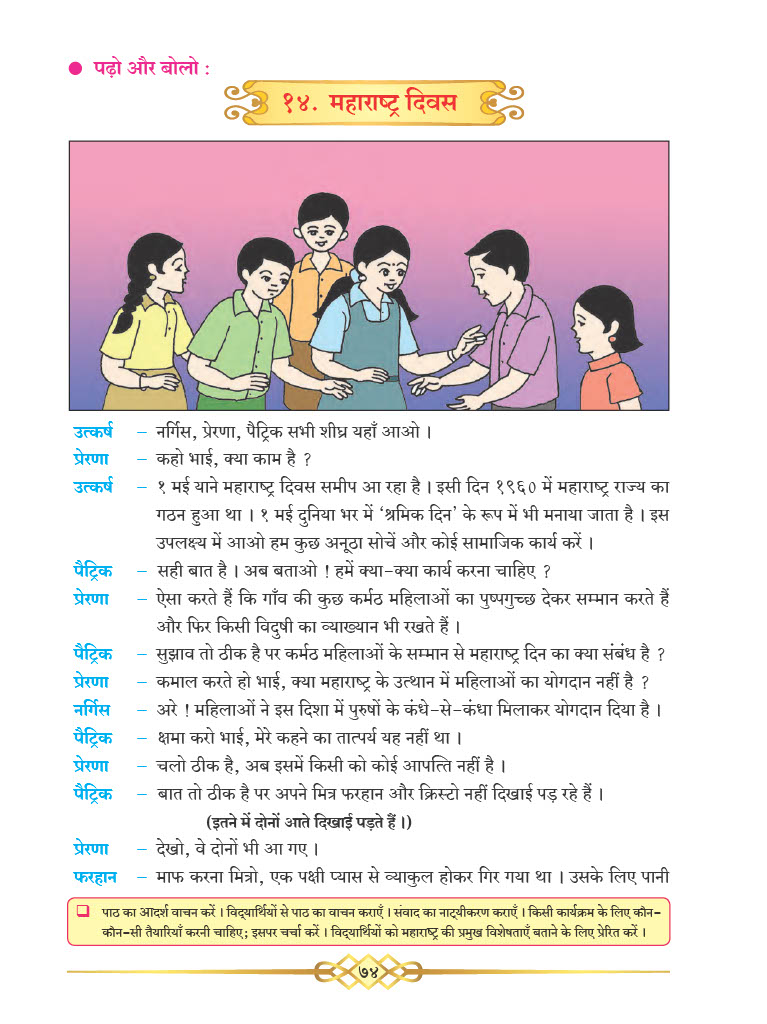 ● पढ़ो और बोलो :
१४. महाराष्ट्र दिवस
उत्कर्ष – नर्गिस, प्रेरणा, पैट्रिक सभी शीघ्र यहाँ आओ ।
प्रेरणा – कहो भाई, क्या काम है ?
उत्कर्ष – १ मई याने महाराष्ट्र दिवस समीप आ रहा है । इसी दिन १९६० में महाराष्ट्र राज्य का
गठन हुआ था । १ मई दुनिया भर में ‘श्रमिक दिन’ के रूप में भी मनाया जाता है । इस
उपलक्ष्य में आओ हम कुछ अनूठा सोचें और कोई सामाजिक कार्य करें ।
पैट्रिक – सही बात है । अब बताओ ! हमें क्या-क्या कार्य करना चाहिए ?
प्रेरणा – ऐसा करते हैं कि गाँव की कुछ कर्मठ महिलाओं का पुष्पगुच्छ देकर सम्मान करते हैं
और फिर किसी विदुषी का व्याख्यान भी रखते हैं ।
पैट्रिक – सुझाव तो ठीक है पर कर्मठ महिलाओं के सम्मान से महाराष्ट्र दिन का क्या संबंध है ?
प्रेरणा – कमाल करते हो भाई, क्या महाराष्ट्र के उत्थान में महिलाओं का योगदान नहीं है ?
नर्गिस – अरे ! महिलाओं ने इस दिशा में पुरुषों के कंधे-से-कंधा मिलाकर योगदान दिया है ।
पैट्रिक – क्षमा करो भाई, मेरे कहने का तात्पर्य यह नहीं था ।
प्रेरणा – चलो ठीक है, अब इसमें किसी को कोई आपत्ति नहीं है ।
पैट्रिक – बात तो ठीक है पर अपने मित्र फरहान और क्रिस्टो नहीं दिखाई पड़ रहे हैं ।
(इतने में दोनों आते दिखाई पड़ते हैं ।)
प्रेरणा – देखो, वे दोनों भी आ गए ।
फरहान – माफ करना मित्रो, एक पक्षी प्यास से व्याकुल होकर गिर गया था । उसके लिए पानी
❑ पाठ का आदर्श वाचन करें । विद्यार्थियों से पाठ का वाचन कराएँ । संवाद का नाट्यीकरण कराएँ । किसी कार्यक्रम के लिए कौन-
कौन-सी तैयारियाँ करनी चाहिए; इसपर चर्चा करें । विद्यार्थियों को महाराष्ट्र की प्रमुख विशेषताएँ बताने के लिए प्रेरित करें ।
७४